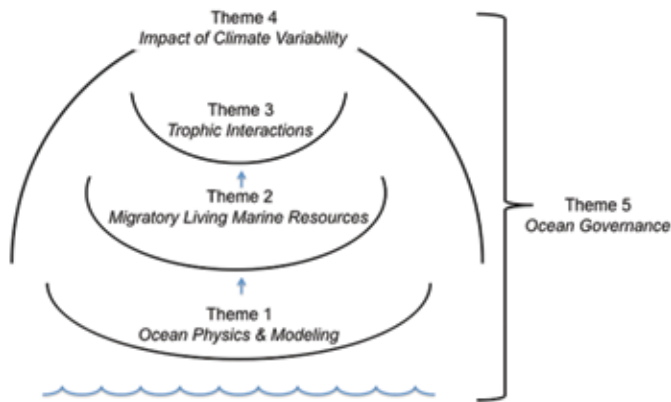 Theme 4
Impact of Climate Variability
Theme 3
Trophic Interactions
Theme 2
Migratory Living Marine Resources
Theme 1
Ocean Physics & Modeling
Theme 5
Ocean Governance